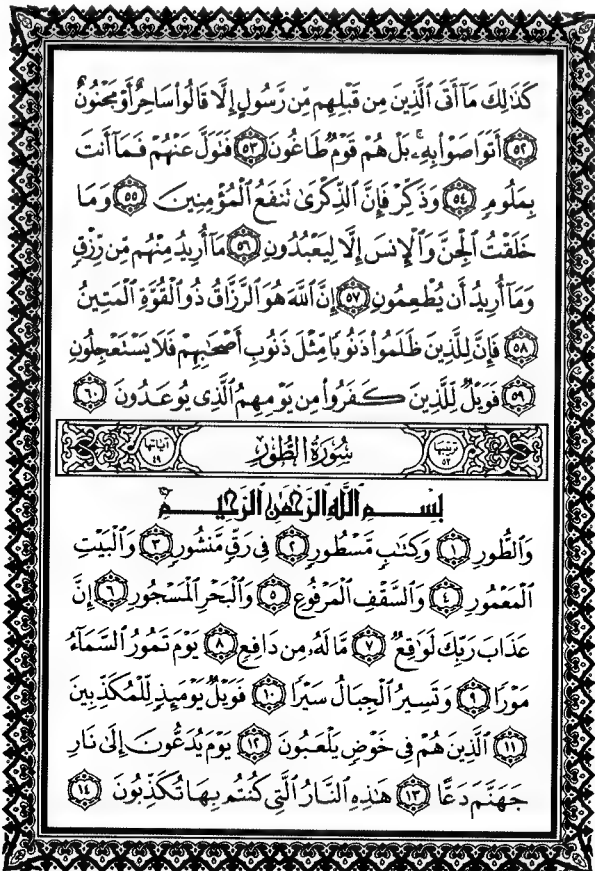 كَذَٰلِكَ مَآ أَتَى ٱلَّذِينَ مِن قَبْلِهِم مِّن رَّسُولٍ إِلَّا قَالُوا۟ سَاحِرٌ أَوْ مَجْنُونٌ
٥٢ أَتَوَاصَوْا۟ بِهِۦ ۚ بَلْ هُمْ قَوْمٌ طَاغُونَ ٥٣ فَتَوَلَّ عَنْهُمْ فَمَآ أَنتَ
بِمَلُومٍ ٥٤ وَذَكِّرْ فَإِنَّ ٱلذِّكْرَىٰ تَنفَعُ ٱلْمُؤْمِنِينَ ٥٥ وَمَا
خَلَقْتُ ٱلْجِنَّ وَٱلْإِنسَ إِلَّا لِيَعْبُدُونِ ٥٦ مَآ أُرِيدُ مِنْهُم مِّن رِّزْقٍ
وَمَآ أُرِيدُ أَن يُطْعِمُونِ ٥٧ إِنَّ ٱللَّهَ هُوَ ٱلرَّزَّاقُ ذُو ٱلْقُوَّةِ ٱلْمَتِينُ
٥٨ فَإِنَّ لِلَّذِينَ ظَلَمُوا۟ ذَنُوبًا مِّثْلَ ذَنُوبِ أَصْحَٰبِهِمْ فَلَا يَسْتَعْجِلُونِ
٥٩ فَوَيْلٌ لِّلَّذِينَ كَفَرُوا۟ مِن يَوْمِهِمُ ٱلَّذِى يُوعَدُونَ ٦٠
ترتيبها ٥٢ سُورَةُ الطُّورِ آياتها ٤٩
بِسْمِ ٱللَّهِ ٱلرَّحْمَٰنِ ٱلرَّحِيمِ
وَٱلطُّورِ ١ وَكِتَٰبٍ مَّسْطُورٍ ٢ فِى رَقٍّ مَّنشُورٍ ٣ وَٱلْبَيْتِ
ٱلْمَعْمُورِ ٤ وَٱلسَّقْفِ ٱلْمَرْفُوعِ ٥ وَٱلْبَحْرِ ٱلْمَسْجُورِ ٦ إِنَّ
عَذَابَ رَبِّكَ لَوَٰقِعٌ ٧ مَّا لَهُۥ مِن دَافِعٍ ٨ يَوْمَ تَمُورُ ٱلسَّمَآءُ
مَوْرًا ٩ وَتَسِيرُ ٱلْجِبَالُ سَيْرًا ١٠ فَوَيْلٌ يَوْمَئِذٍ لِّلْمُكَذِّبِينَ
١١ ٱلَّذِينَ هُمْ فِى خَوْضٍ يَلْعَبُونَ ١٢ يَوْمَ يُدَعُّونَ إِلَىٰ نَارِ
جَهَنَّمَ دَعًّا ١٣ هَٰذِهِ ٱلنَّارُ ٱلَّتِى كُنتُم بِهَا تُكَذِّبُونَ ١٤